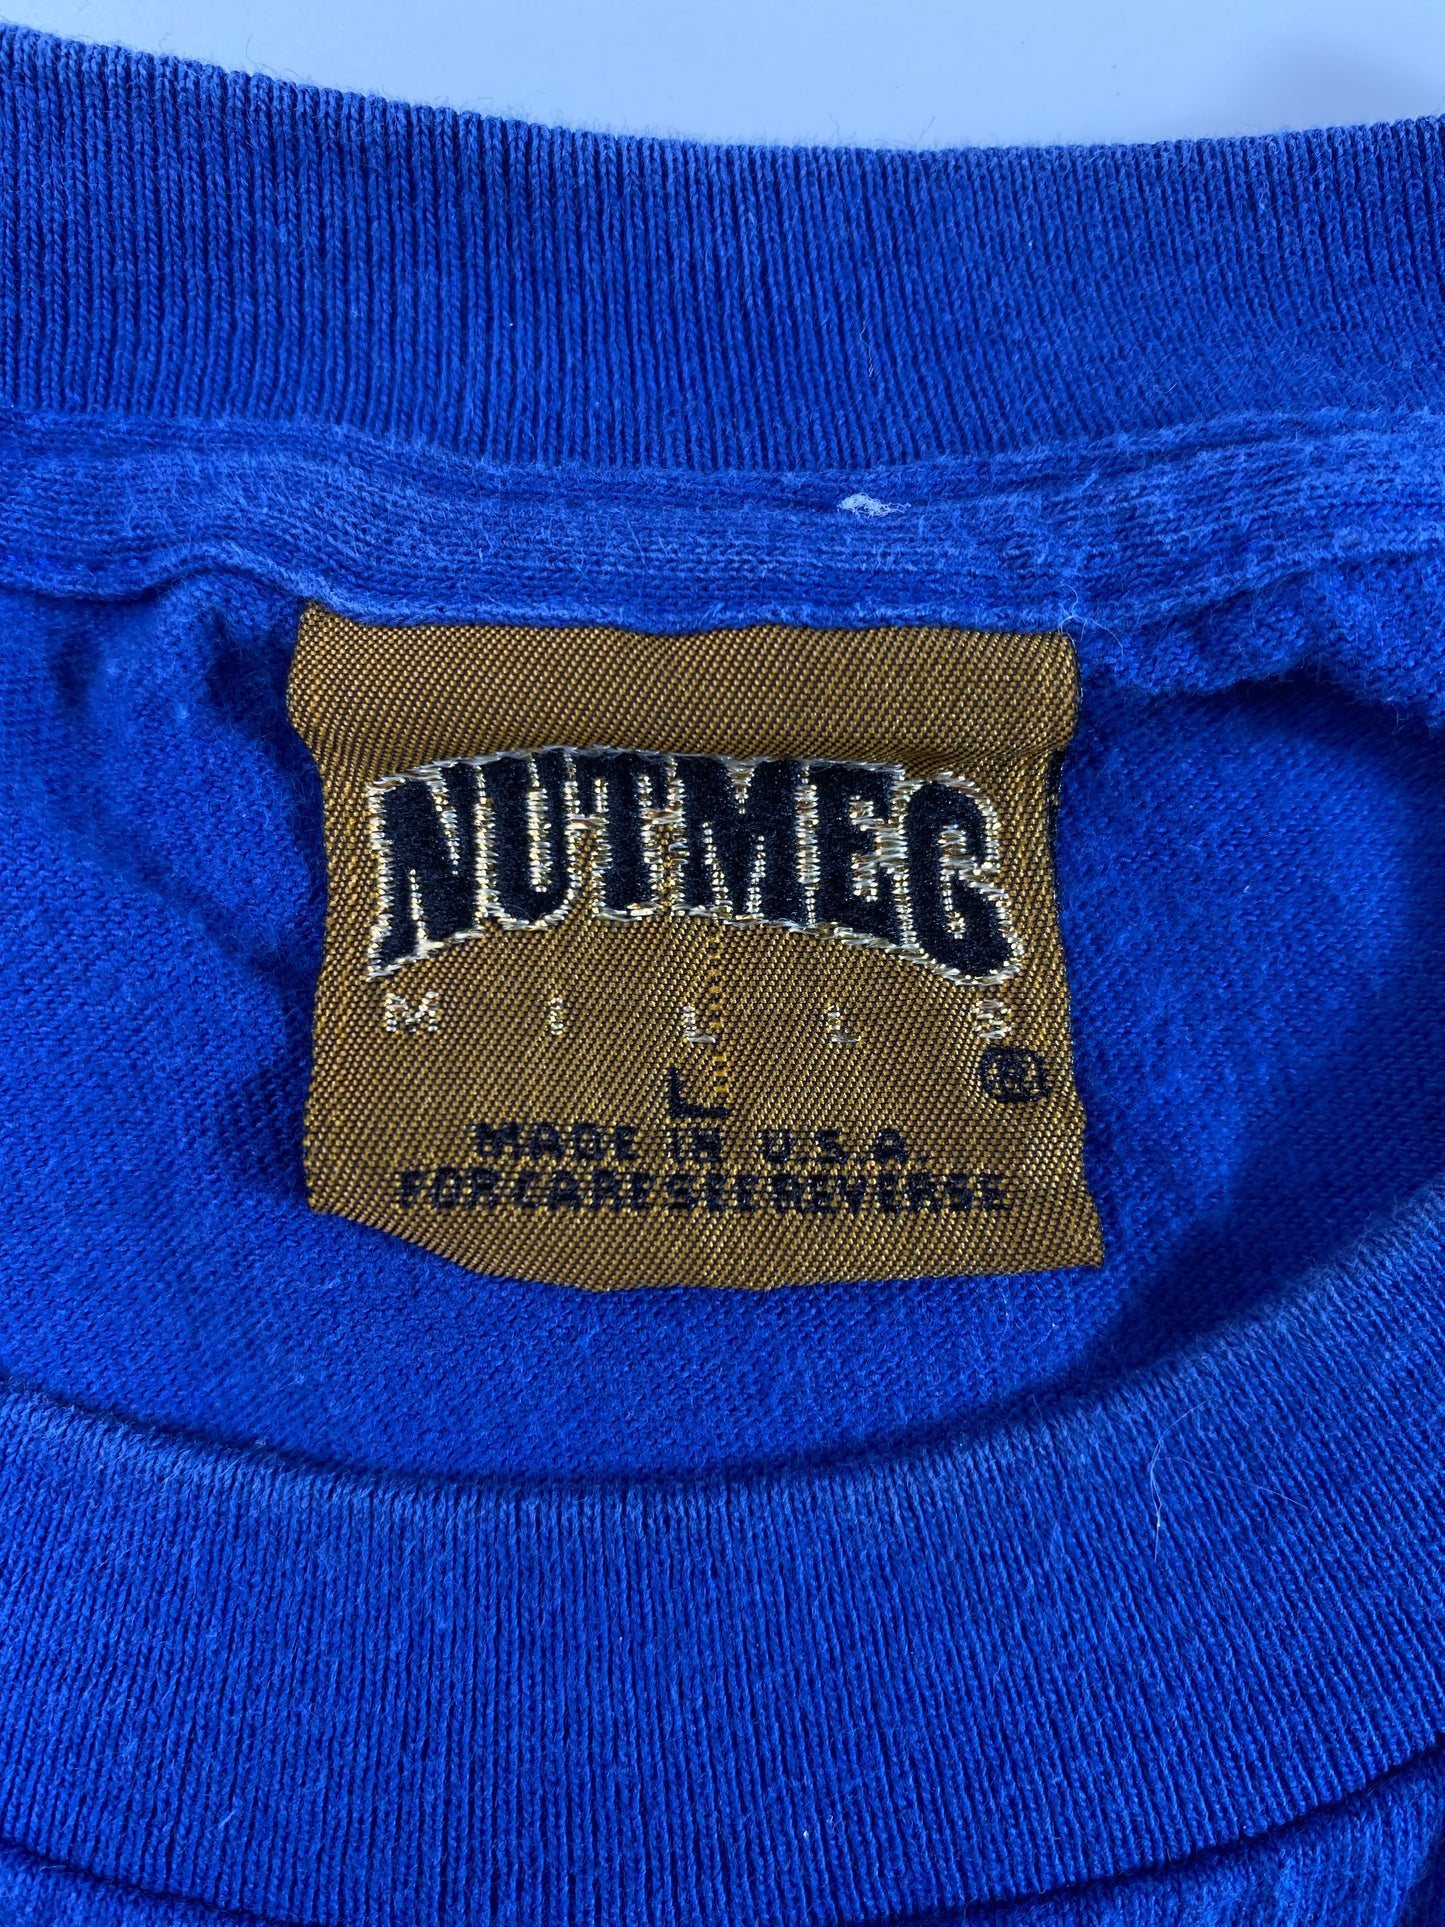 NUTMEG
MILLS
®
L
MADE IN U.S.A.
FOR CARE SEE REVERSE